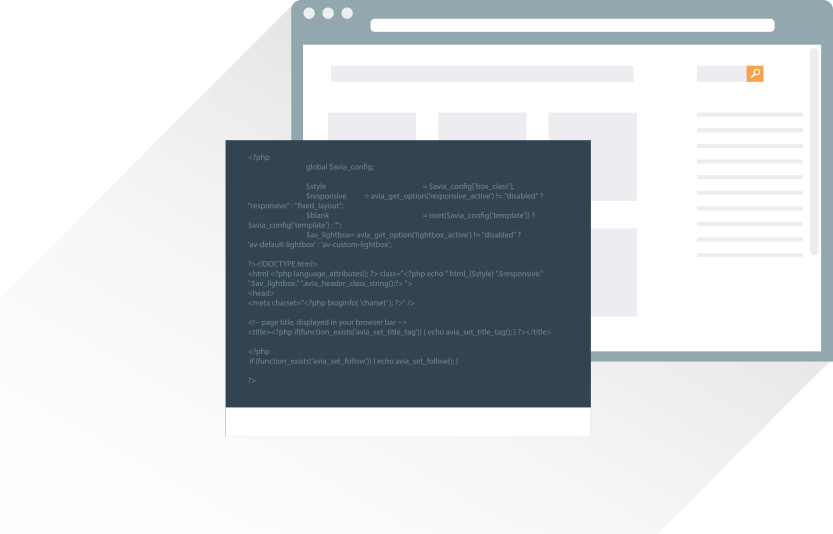 <?php
global $avia_config;
$style = $avia_config['box_class'];
$responsive = avia_get_option('responsive_active') != "disabled" ?
"responsive" : "fixed_layout";
$blank = isset($avia_config['template']) ?
$avia_config['template'] : "";
$av_lightbox= avia_get_option('lightbox_active') != "disabled" ?
'av-default-lightbox' : 'av-custom-lightbox';
?><!DOCTYPE html>
<html <?php language_attributes(); ?> class="<?php echo " html_{$style} ".$responsive."
".$av_lightbox." ".avia_header_class_string();?> ">
<head>
<meta charset="<?php bloginfo( 'charset' ); ?>" />
<!-- page title, displayed in your browser bar -->
<title><?php if(function_exists('avia_set_title_tag')) { echo avia_set_title_tag(); } ?></title>
<?php
if (function_exists('avia_set_follow')) { echo avia_set_follow(); }
?>